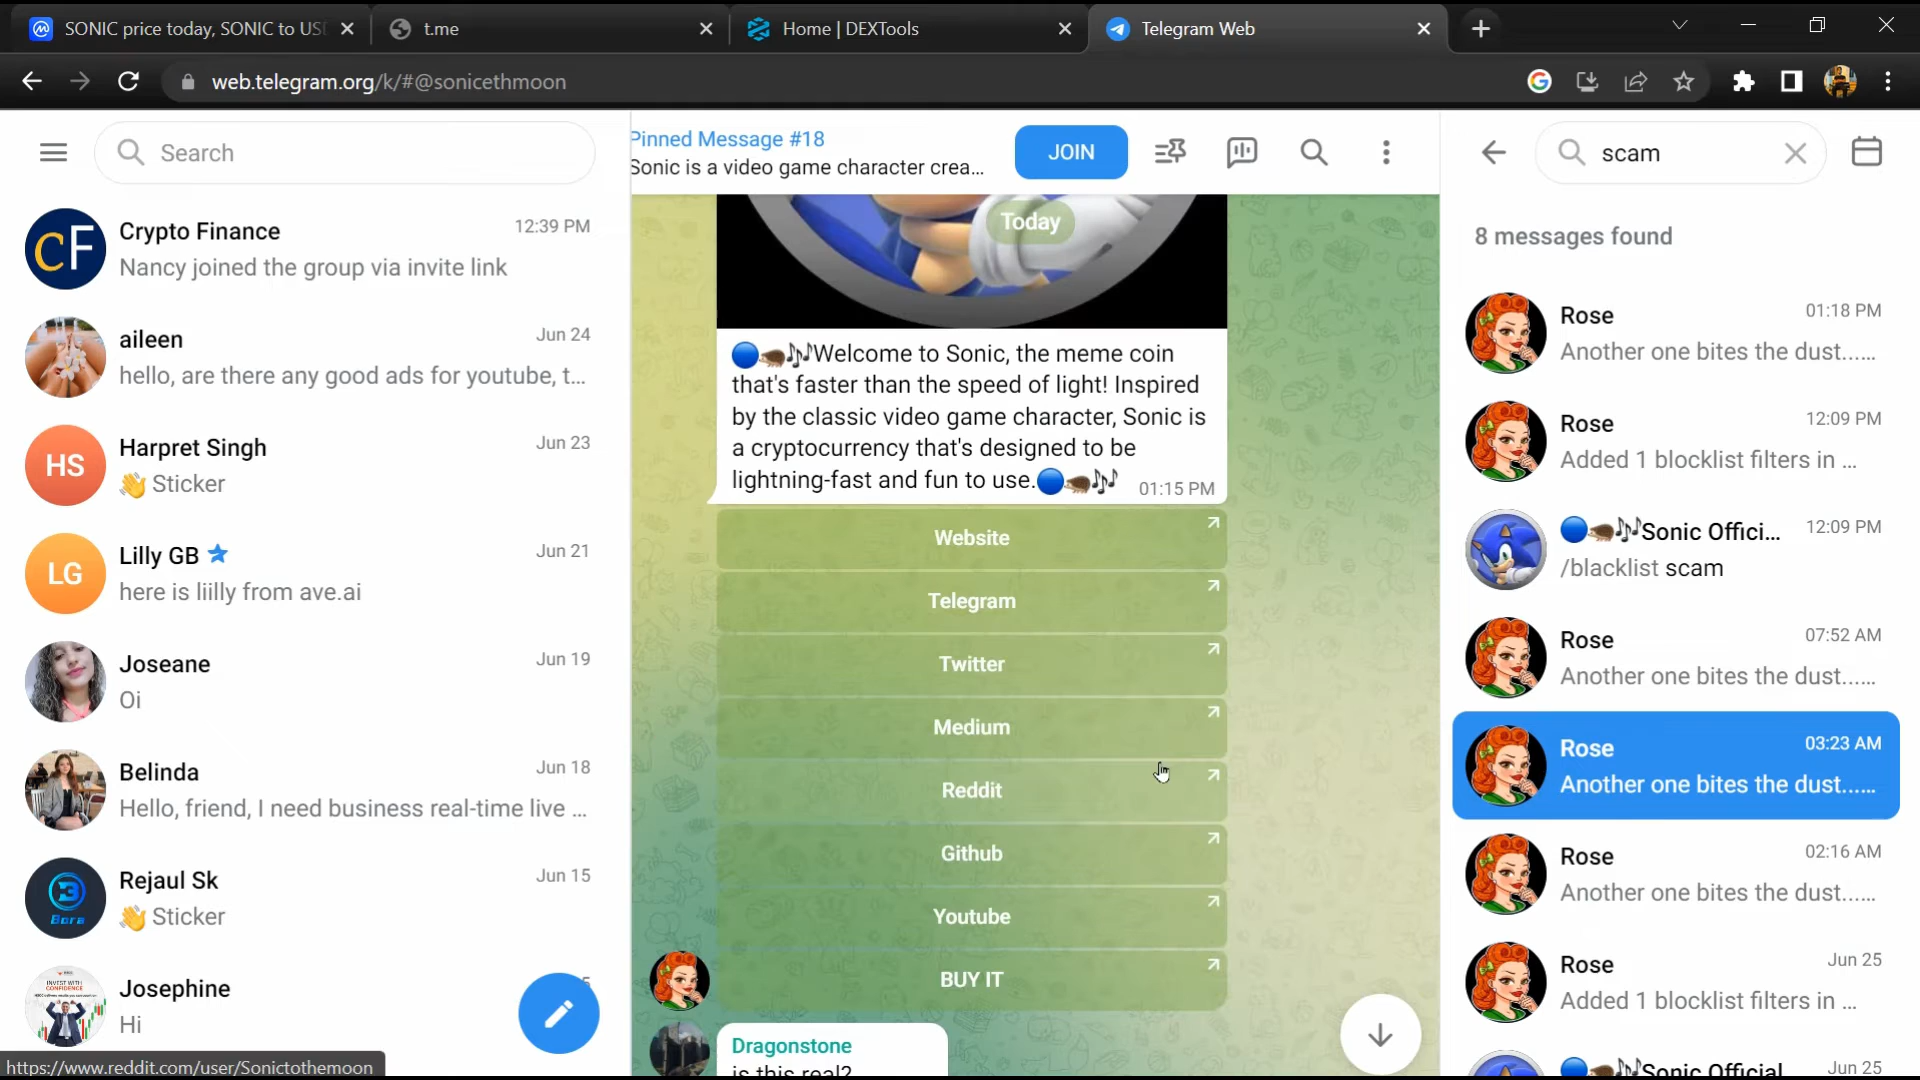 SONIC price today, SONIC to US
t.me
Home | DEXTools
Telegram Web
web.telegram.org/k/#@sonicethmoon
Search
Crypto Finance
12:39 PM
Nancy joined the group via invite link
aileen
Jun 24
hello, are there any good ads for youtube, t...
HS
Harpret Singh
Jun 23
👋 Sticker
LG
Lilly GB
Jun 21
here is liilly from ave.ai
Joseane
Jun 19
Oi
Belinda
Jun 18
Hello, friend, I need business real-time live ...
Bora
Rejaul Sk
Jun 15
👋 Sticker
INVEST WITH
CONFIDENCE
Josephine
5
Hi
https://www.reddit.com/user/Sonictothemoon
Pinned Message #18
Sonic is a video game character crea...
JOIN
Today
🔵🦔🎶Welcome to Sonic, the meme coin
that's faster than the speed of light! Inspired
by the classic video game character, Sonic is
a cryptocurrency that's designed to be
lightning-fast and fun to use.🔵🦔🎶 01:15 PM
Website
Telegram
Twitter
Medium
Reddit
Github
Youtube
BUY IT
Dragonstone
is this real?
scam
8 messages found
Rose
01:18 PM
Another one bites the dust......
Rose
12:09 PM
Added 1 blocklist filters in ...
🔵🦔🎶Sonic Offici...
12:09 PM
/blacklist scam
Rose
07:52 AM
Another one bites the dust......
Rose
03:23 AM
Another one bites the dust......
Rose
02:16 AM
Another one bites the dust......
Rose
Jun 25
Added 1 blocklist filters in ...
🔵🦔🎶Sonic Official
Jun 25